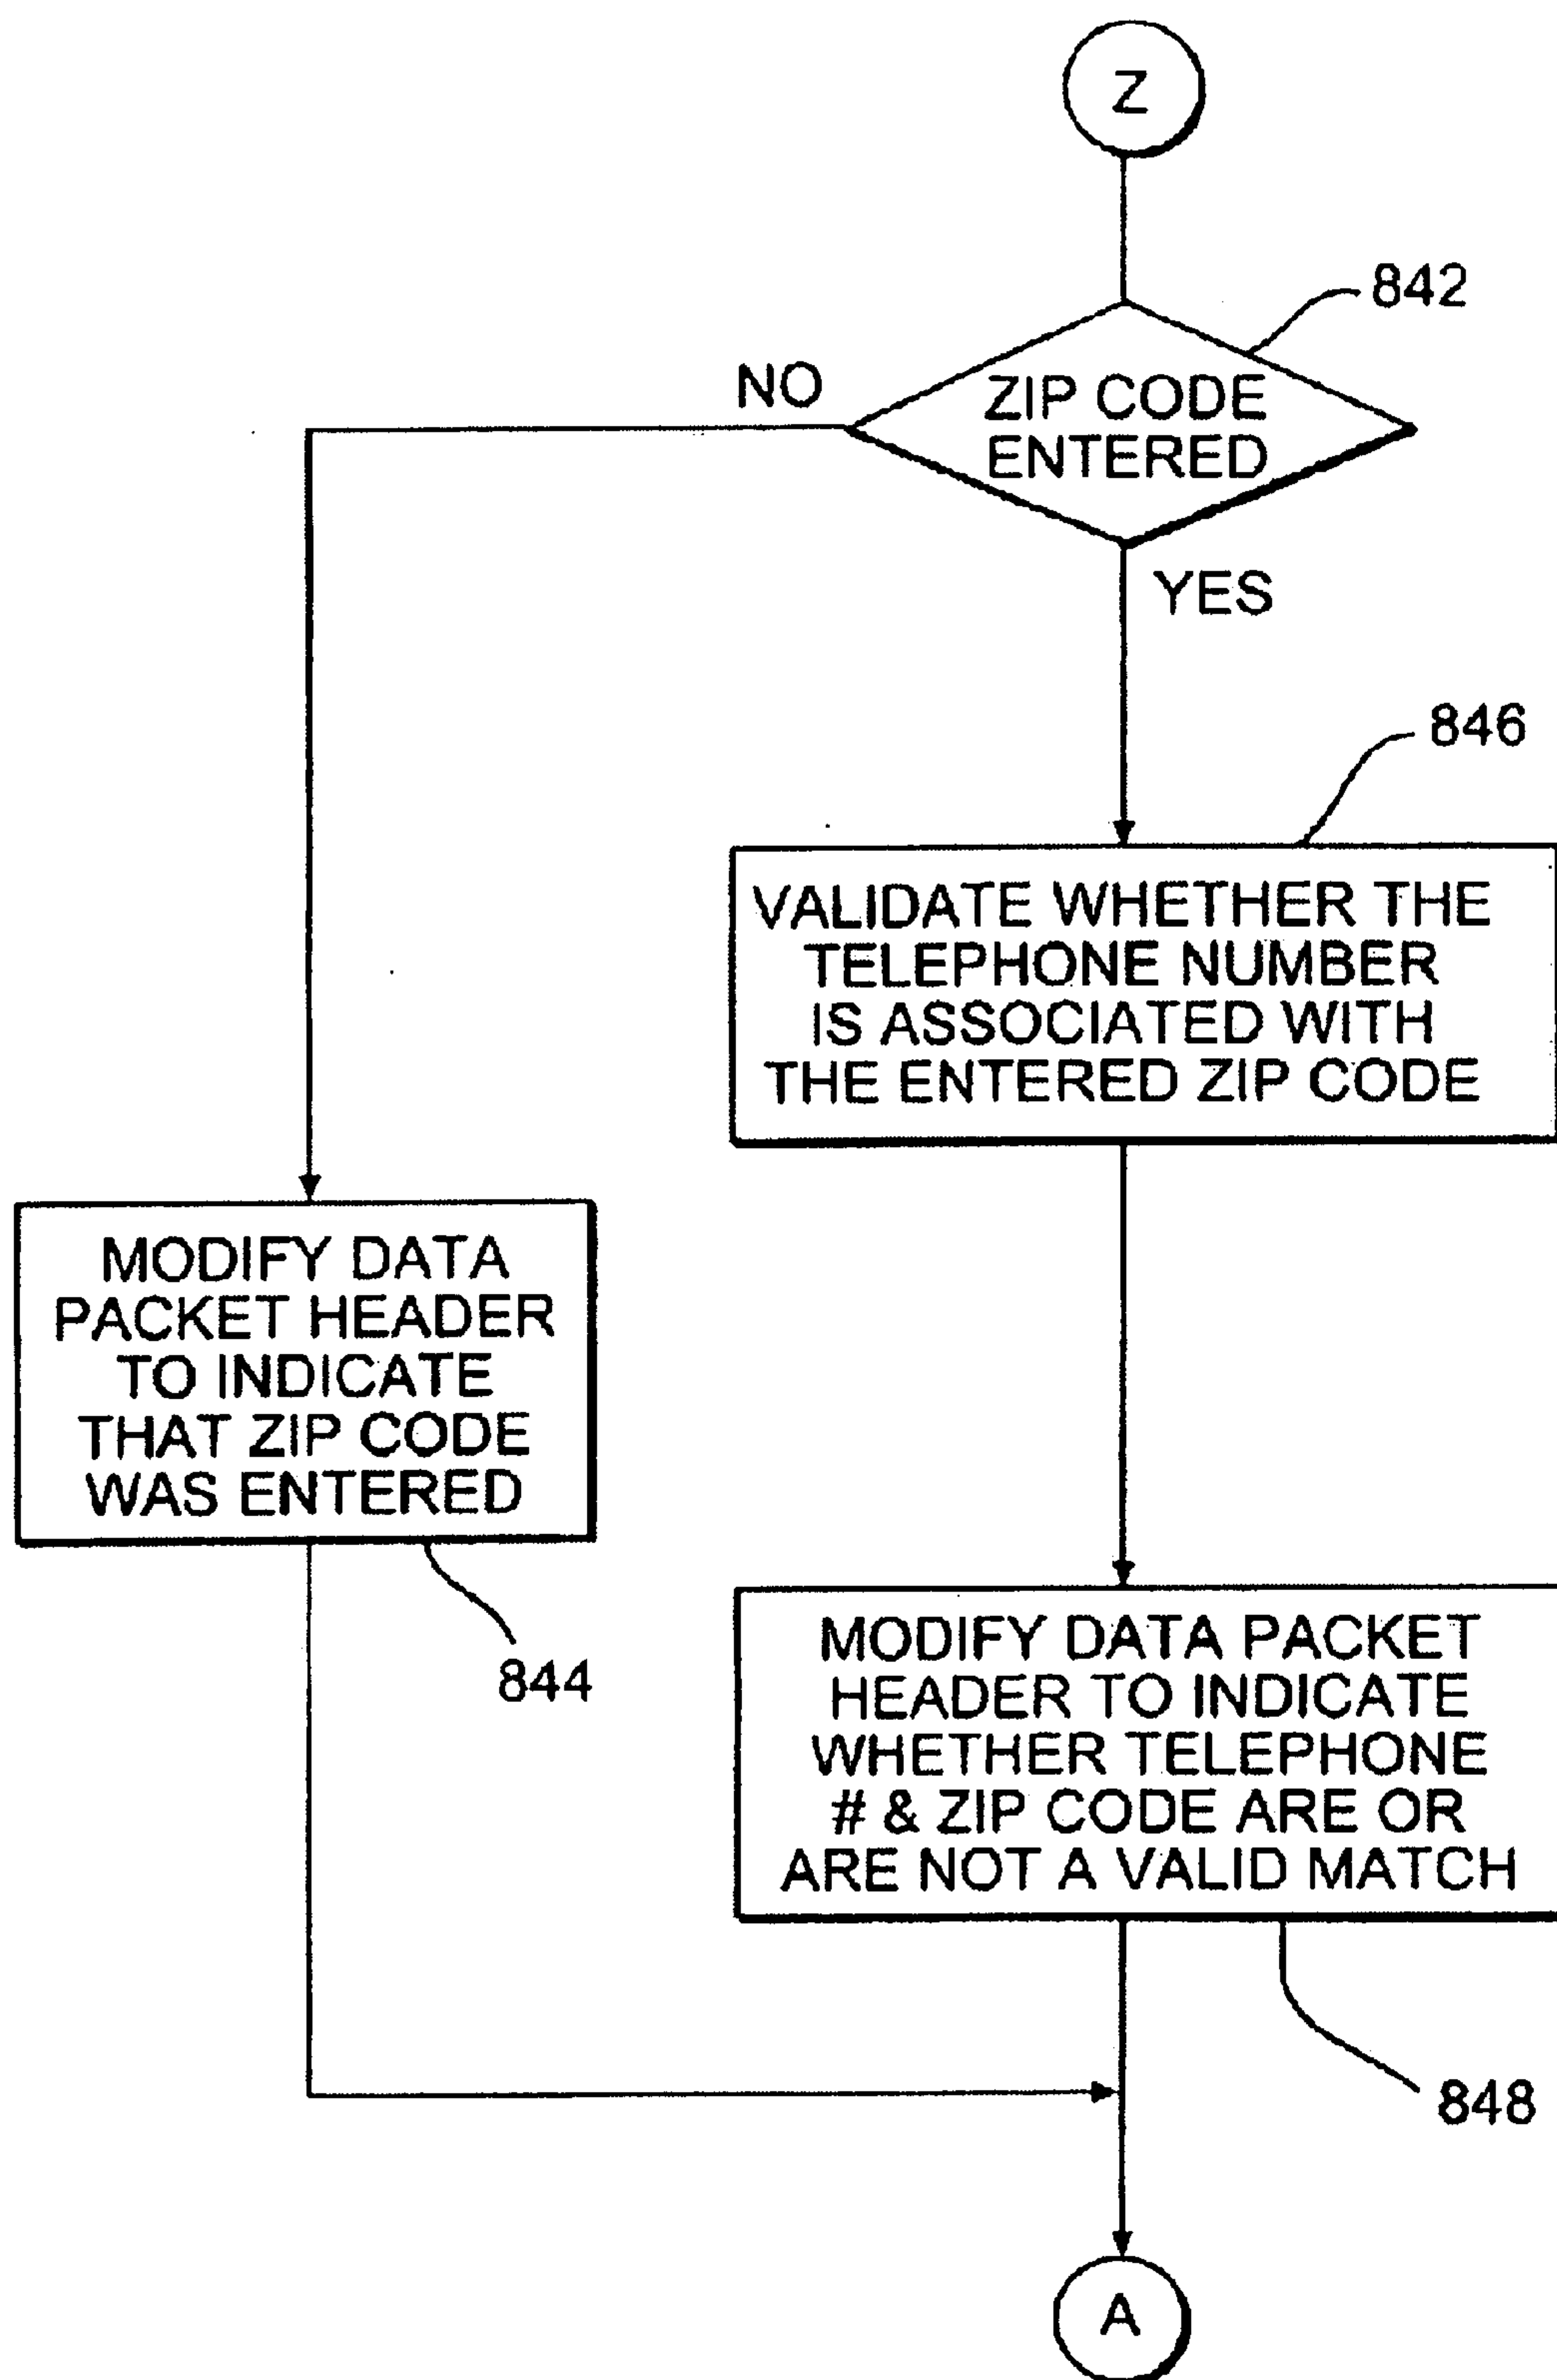 Z
842
NO
ZIP CODE
ENTERED
YES
846
VALIDATE WHETHER THE
TELEPHONE NUMBER
IS ASSOCIATED WITH
THE ENTERED ZIP CODE
MODIFY DATA
PACKET HEADER
TO INDICATE
THAT ZIP CODE
WAS ENTERED
844
MODIFY DATA PACKET
HEADER TO INDICATE
WHETHER TELEPHONE
# & ZIP CODE ARE OR
ARE NOT A VALID MATCH
848
A